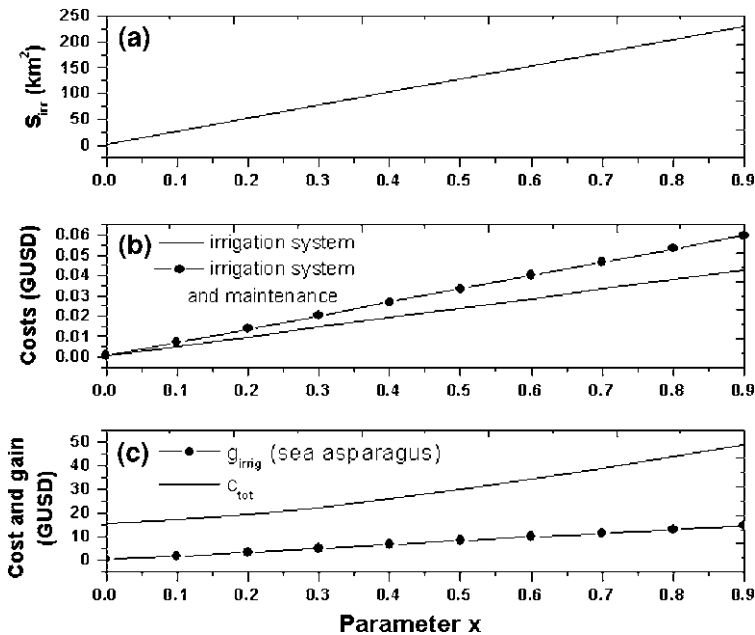 250
(a)
200
150
100
50
0
S_irr (km²)
0.0 0.1 0.2 0.3 0.4 0.5 0.6 0.7 0.8 0.9
0.06
(b)
irrigation system
0.05
irrigation system
0.04
and maintenance
0.03
0.02
0.01
0.00
Costs (GUSD)
0.0 0.1 0.2 0.3 0.4 0.5 0.6 0.7 0.8 0.9
50
(c)
g_irrig (sea asparagus)
40
C_tot
30
20
10
0
Cost and gain
(GUSD)
0.0 0.1 0.2 0.3 0.4 0.5 0.6 0.7 0.8 0.9
Parameter x